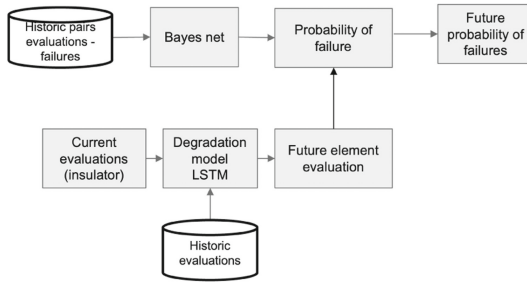 Historic pairs
evaluations -
failures
Bayes net
Probability of
failure
Future
probability of
failures
Current
evaluations
(insulator)
Degradation
model
LSTM
Future element
evaluation
Historic
evaluations